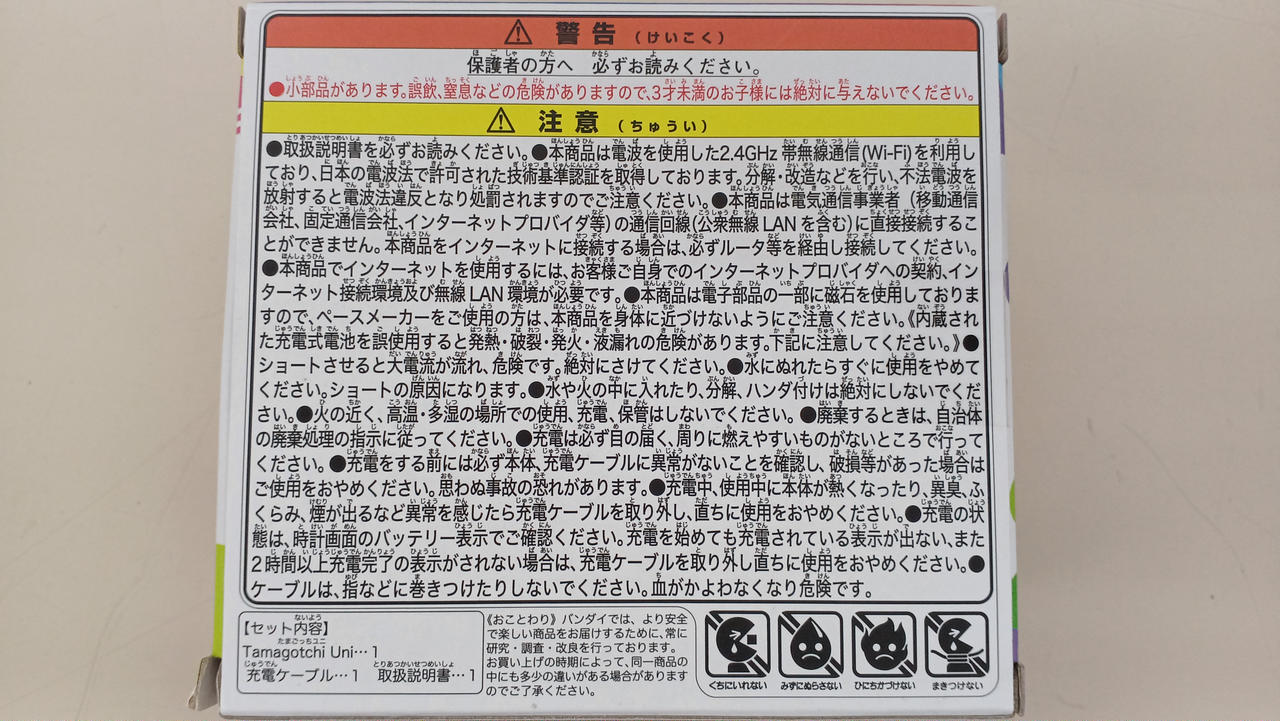 警告（けいこく）
保護者の方へ 必ずお読みください。
●小部品があります。誤飲、窒息などの危険がありますので、3才未満のお子様には絶対に与えないでください。
注意（ちゅうい）
●取扱説明書を必ずお読みください。●本商品は電波を使用した2.4GHz 帯無線通信(Wi-Fi)を利用し
ており、日本の電波法で許可された技術基準認証を取得しております。分解・改造などを行い、不法電波を
放射すると電波法違反となり処罰されますのでご注意ください。●本商品は電気通信事業者（移動通信
会社、固定通信会社、インターネットプロバイダ等）の通信回線(公衆無線 LAN を含む)に直接接続するこ
とができません。本商品をインターネットに接続する場合は、必ずルータ等を経由し接続してください。
●本商品でインターネットを使用するには、お客様ご自身でのインターネットプロバイダへの契約、イン
ターネット接続環境及び無線 LAN 環境が必要です。●本商品は電子部品の一部に磁石を使用しておりま
すので、ペースメーカーをご使用の方は、本商品を身体に近づけないようにご注意ください。《内蔵され
た充電式電池を誤使用すると発熱・破裂・発火・液漏れの危険があります。下記に注意してください。》●
ショートさせると大電流が流れ、危険です。絶対にさけてください。●水にぬれたらすぐに使用をやめて
ください。ショートの原因になります。●水や火の中に入れたり、分解、ハンダ付けは絶対にしないでくだ
さい。●火の近く、高温・多湿の場所での使用、充電、保管はしないでください。●廃棄するときは、自治体
の廃棄処理の指示に従ってください。●充電は必ず目の届く、周りに燃えやすいものがないところで行って
ください。●充電をする前には必ず本体、充電ケーブルに異常がないことを確認し、破損等があった場合は
ご使用をおやめください。思わぬ事故の恐れがあります。●充電中、使用中に本体が熱くなったり、異臭、ふ
くらみ、煙が出るなど異常を感じたら充電ケーブルを取り外し、直ちに使用をおやめください。●充電の状
態は、時計画面のバッテリー表示でご確認ください。充電を始めても充電されている表示が出ない、また
2時間以上充電完了の表示がされない場合は、充電ケーブルを取り外し直ちに使用をおやめください。●
ケーブルは、指などに巻きつけたりしないでください。血がかよわなくなり危険です。
【セット内容】
Tamagotchi Uni…1
充電ケーブル…1 取扱説明書…1
《おことわり》バンダイでは、より安全
で楽しい商品をお届けするために、常に
研究・調査・改良を行っております。
お買い上げの時期によって、同一商品の
中にも多少の違いがある場合があります
のでご了承ください。
くちにいれない
みずにぬらさない
ひにちかづけない
まきつけない